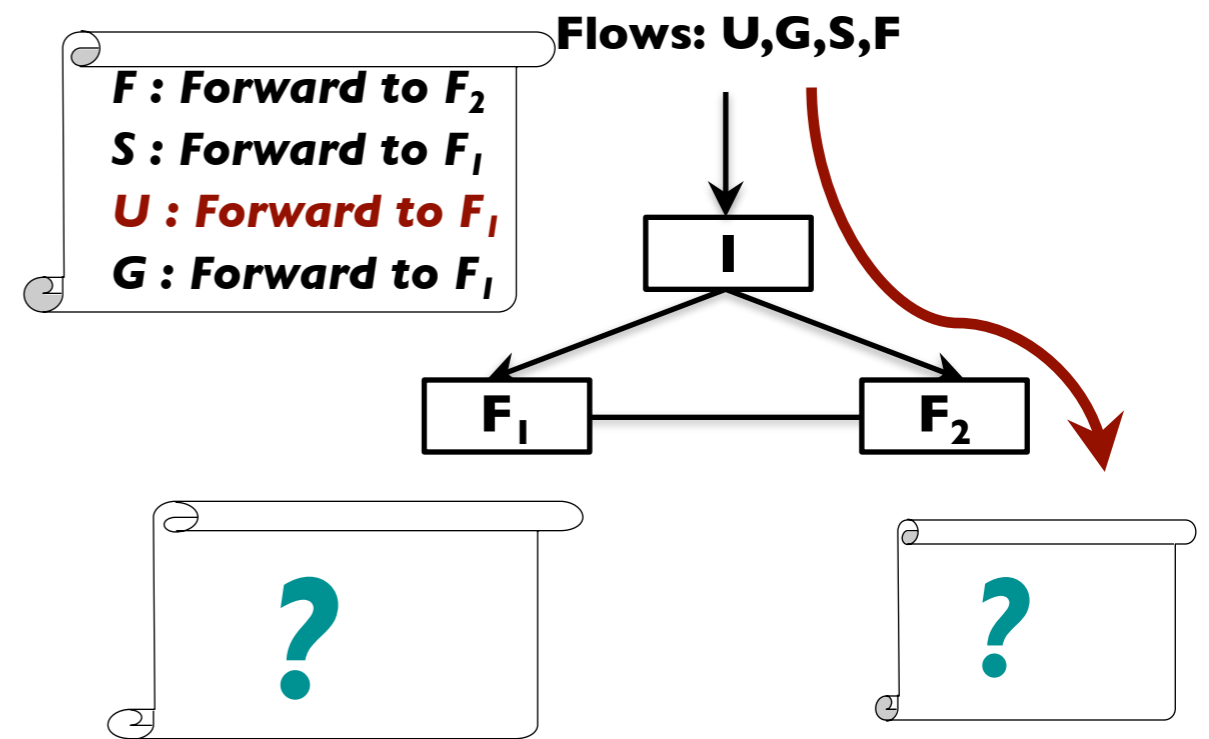 Flows: U,G,S,F
F : Forward to F₂
S : Forward to F₁
U : Forward to F₁
G : Forward to F₁
I
F₁
F₂
?
?